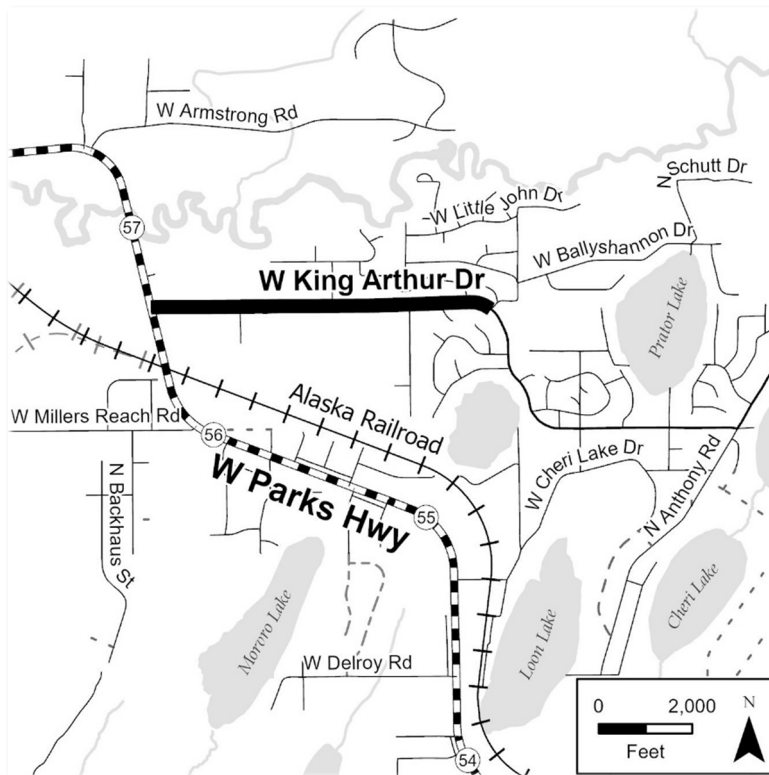 W Armstrong Rd
N Schutt Dr
W Little John Dr
57
W Ballyshannon Dr
W King Arthur Dr
Prator Lake
Alaska Railroad
W Millers Reach Rd
56
W Cheri Lake Dr
N Anthony Rd
W Parks Hwy
N Backhaus St
55
Cheri Lake
Morvro Lake
Loon Lake
W Delroy Rd
0 2,000
Feet
N
54